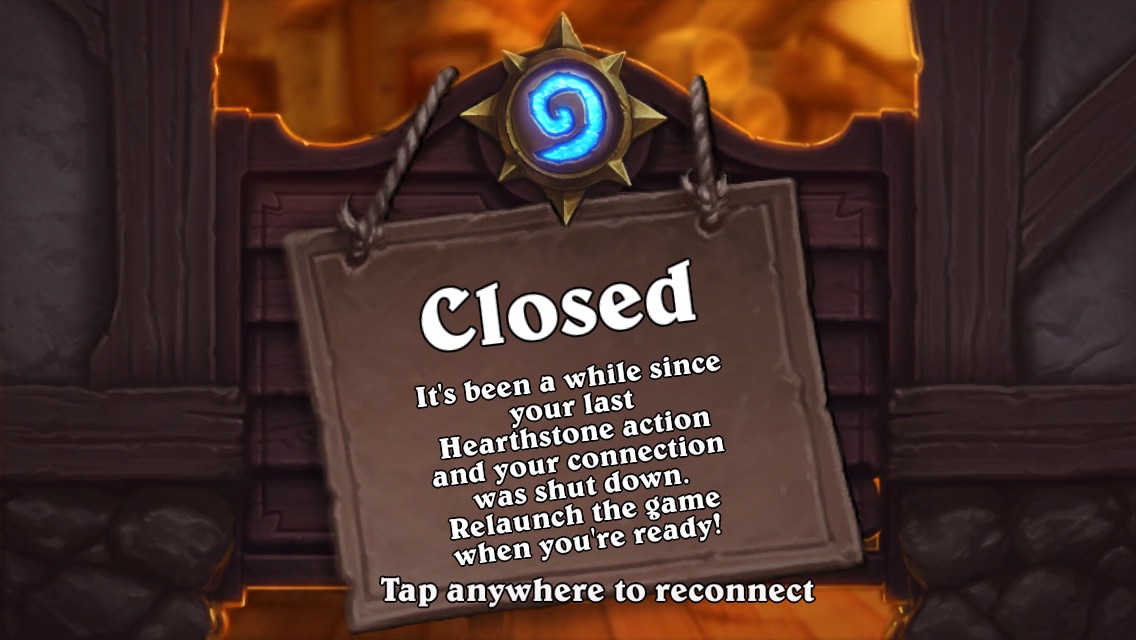 Closed
It's been a while since
your last
Hearthstone action
and your connection
was shut down.
Relaunch the game
when you're ready!
Tap anywhere to reconnect